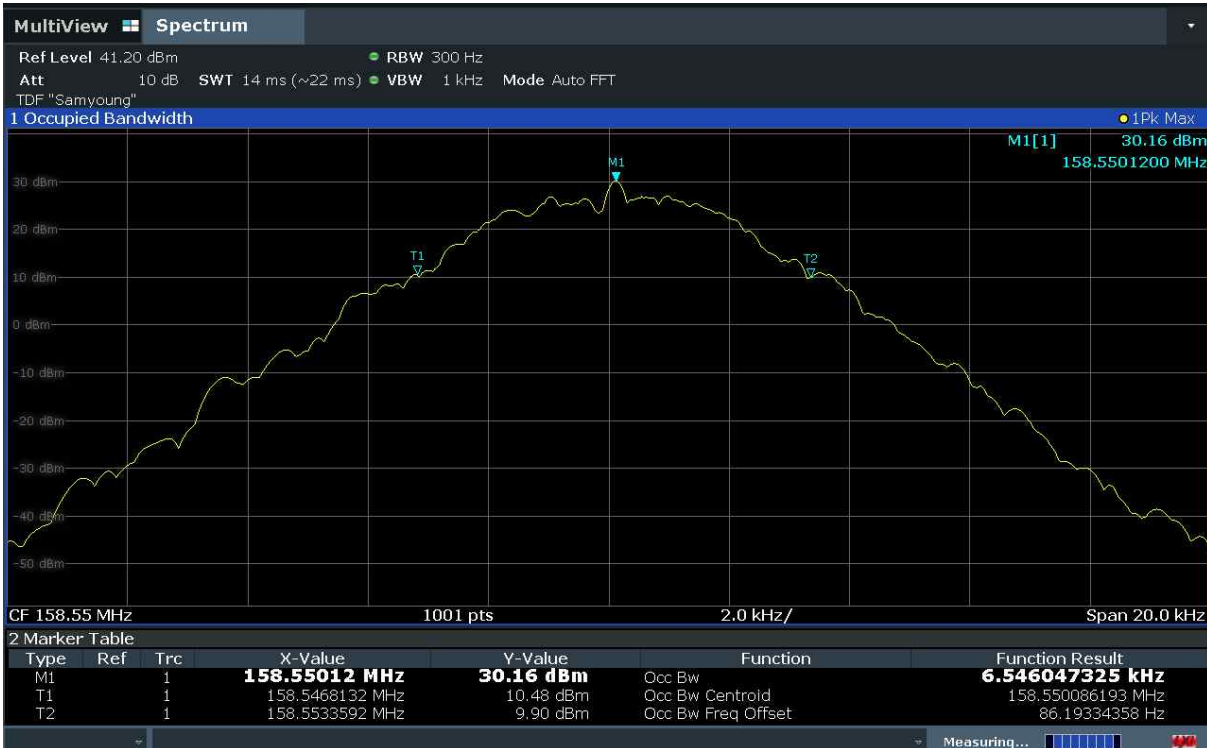 MultiView Spectrum
Ref Level 41.20 dBm RBW 300 Hz
Att 10 dB SWT 14 ms (~22 ms) VBW 1 kHz Mode Auto FFT
TDF "Samyoung"
1 Occupied Bandwidth 1Pk Max
M1[1] 30.16 dBm
158.5501200 MHz
M1
30 dBm
20 dBm
T1
T2
10 dBm
0 dBm
-10 dBm
-20 dBm
-30 dBm
-40 dBm
-50 dBm
CF 158.55 MHz 1001 pts 2.0 kHz/ Span 20.0 kHz
2 Marker Table
Type Ref Trc X-Value Y-Value Function Function Result
M1 1 158.55012 MHz 30.16 dBm Occ Bw 6.546047325 kHz
T1 1 158.5468132 MHz 10.48 dBm Occ Bw Centroid 158.550086193 MHz
T2 1 158.5533592 MHz 9.90 dBm Occ Bw Freq Offset 86.19334358 Hz
Measuring...